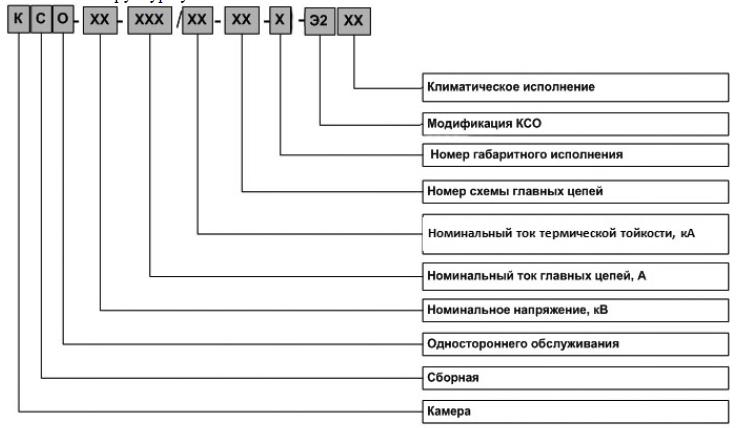 К С О - ХХ - ХХХ / ХХ - ХХ - Х - Э2 ХХ
Климатическое исполнение
Модификация КСО
Номер габаритного исполнения
Номер схемы главных цепей
Номинальный ток термической тойкости, кА
Номинальный ток главных цепей, А
Номинальное напряжение, кВ
Одностороннего обслуживания
Сборная
Камера